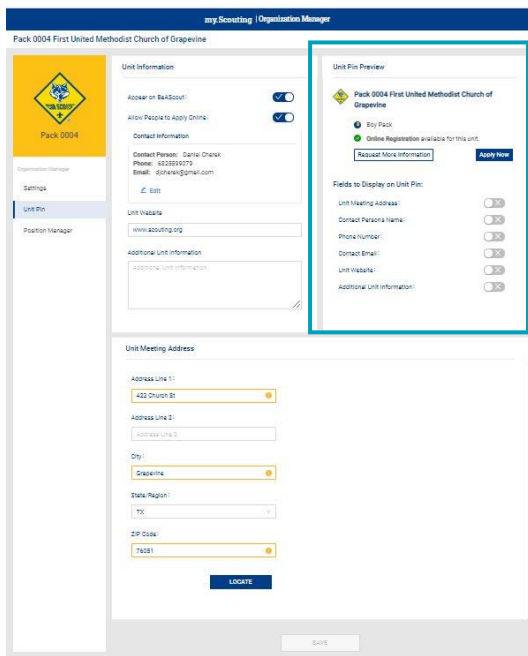 my.Scouting | Organization Manager
Pack 0004 First United Methodist Church of Grapevine
Pack 0004
Organization Manager
Settings
Unit Pin
Position Manager
Unit Information
Appear on BeAScout:
Allow People to Apply Online:
Contact Information
Contact Person: Daniel Cherek
Phone: 6825599079
Email: djcherek@gmail.com
Edit
Unit Website
www.scouting.org
Additional Unit Information
Additional Unit Information
Unit Pin Preview
Pack 0004 First United Methodist Church of
Grapevine
Boy Pack
Online Registration available for this unit.
Request More Information
Apply Now
Fields to Display on Unit Pin:
Unit Meeting Address:
Contact Persons Name:
Phone Number:
Contact Email:
Unit Website:
Additional Unit Information:
Unit Meeting Address
Address Line 1:
422 Church St
Address Line 2:
Address Line 2
City:
Grapevine
State/Region:
TX
ZIP Code:
76051
LOCATE
SAVE